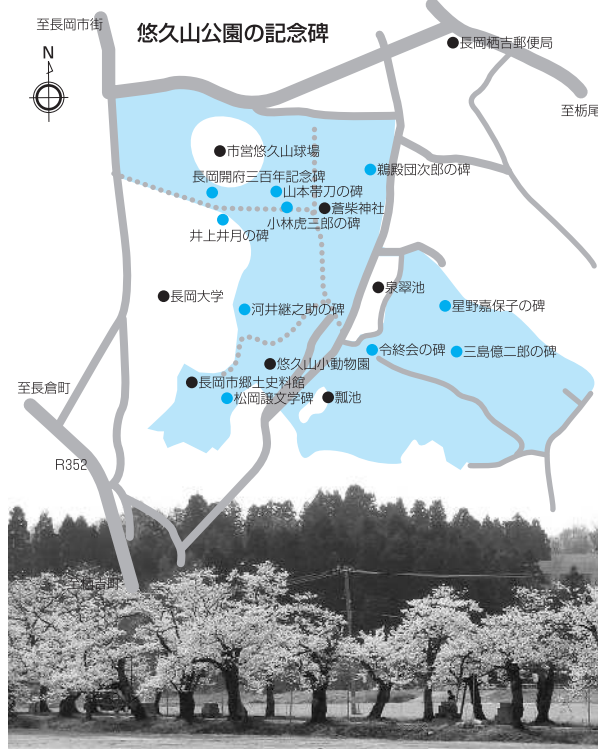 至長岡市街
悠久山公園の記念碑
N
長岡栖吉郵便局
至栃尾
市営悠久山球場
長岡開府三百年記念碑
鵜殿団次郎の碑
山本帯刀の碑
蒼柴神社
小林虎三郎の碑
井上井月の碑
泉翠池
長岡大学
河井継之助の碑
星野嘉保子の碑
令終会の碑
三島億二郎の碑
悠久山小動物園
長岡市郷土史料館
至長倉町
松岡譲文学碑
瓢池
R352